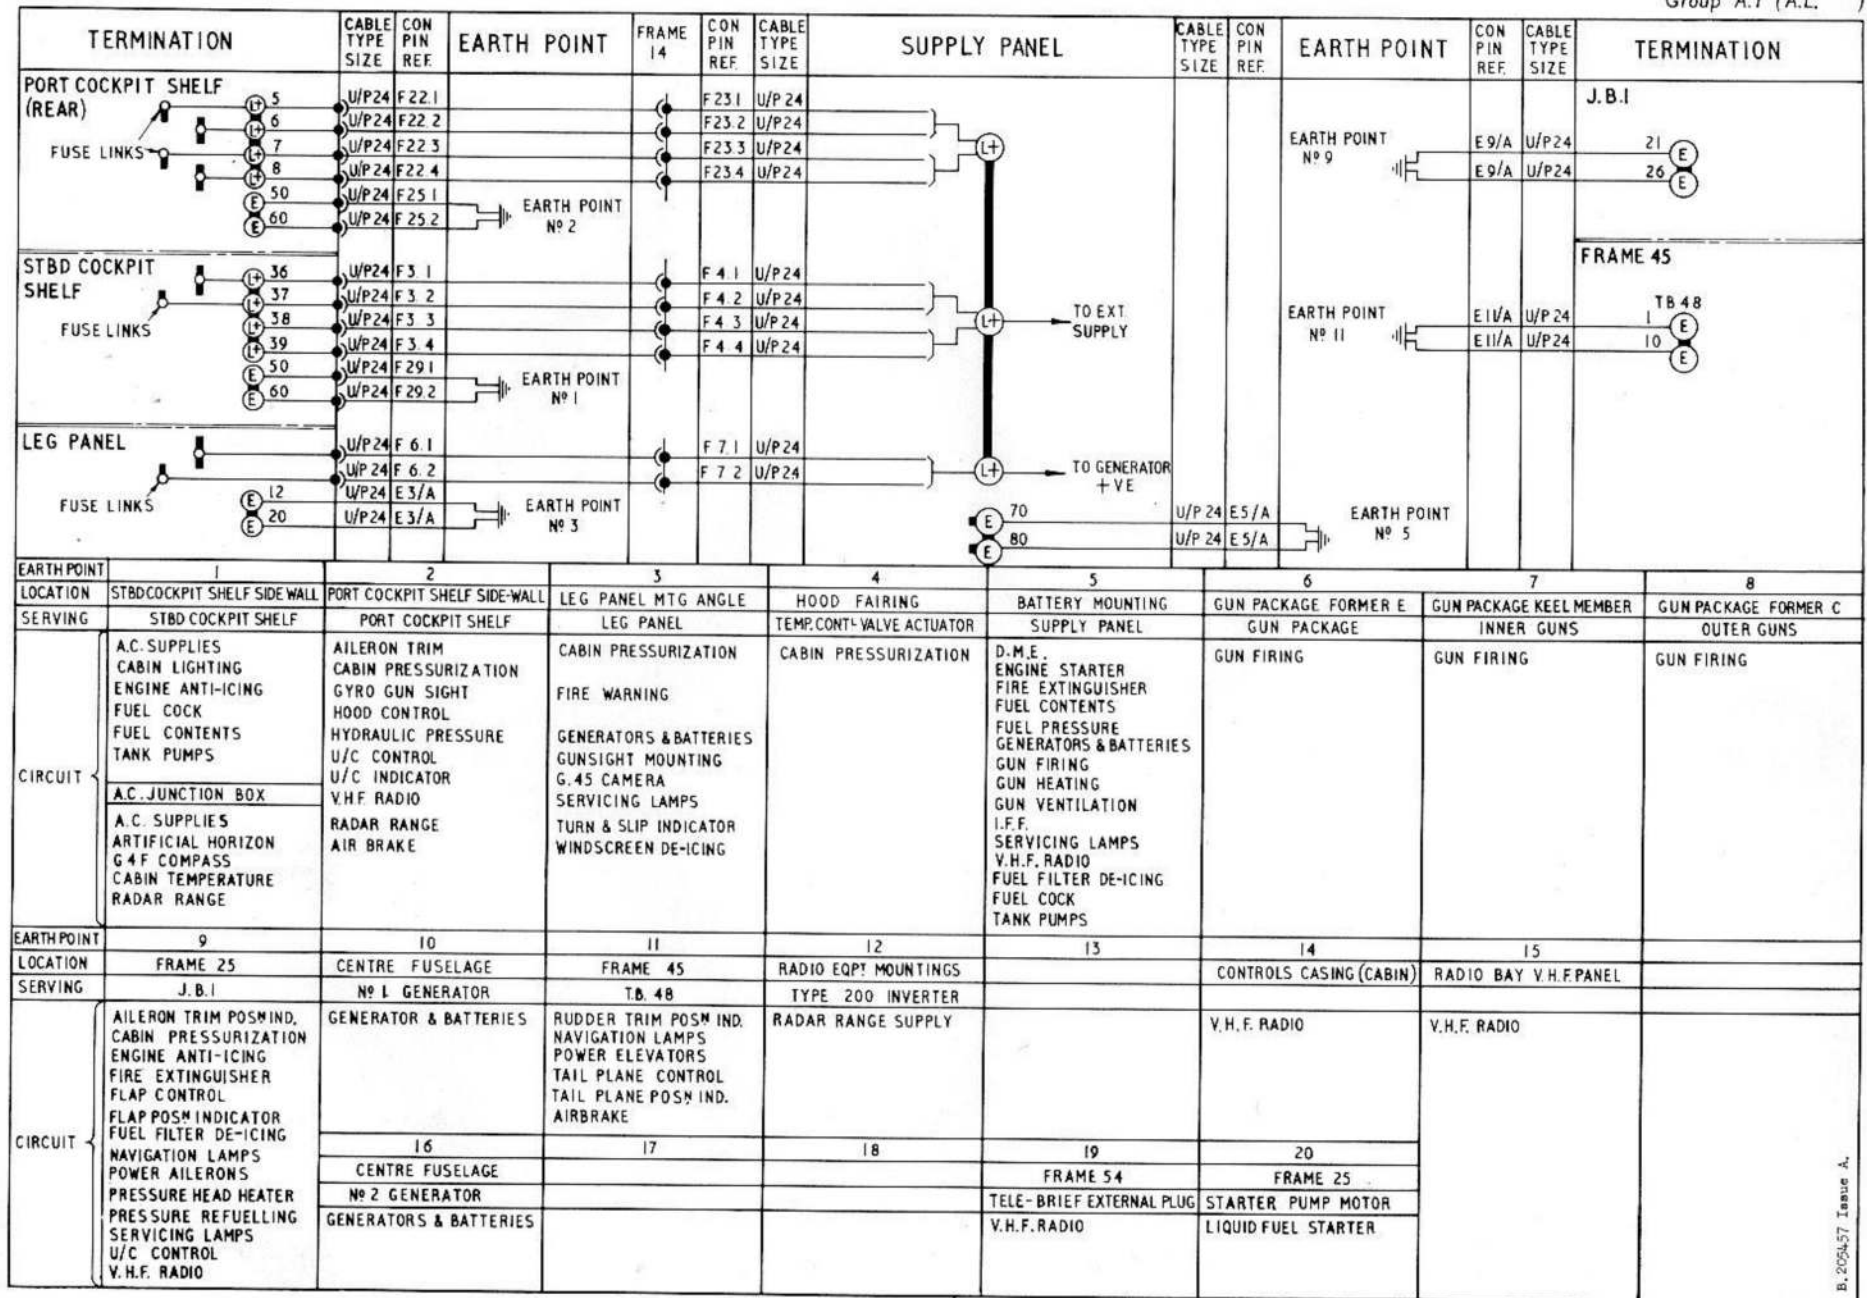 Group A.1 (A.L. )
TERMINATION
CABLE TYPE SIZE
CON PIN REF.
EARTH POINT
FRAME 14
CON PIN REF.
CABLE TYPE SIZE
SUPPLY PANEL
CABLE TYPE SIZE
CON PIN REF.
EARTH POINT
CON PIN REF.
CABLE TYPE SIZE
TERMINATION
PORT COCKPIT SHELF
(REAR)
FUSE LINKS
L+ 5 U/P24 F22.1 F23.1 U/P 24
L+ 6 U/P24 F22.2 F23.2 U/P24
L+ 7 U/P24 F22.3 F23.3 U/P24
L+ 8 U/P24 F22.4 F23.4 U/P24
E 50 U/P24 F25.1
E 60 U/P24 F 25.2
EARTH POINT
Nº 2
L+
J.B.1
EARTH POINT
Nº 9
E9/A U/P24 21 E
E9/A U/P24 26 E
STBD COCKPIT
SHELF
FUSE LINKS
L+ 36 U/P24 F3.1 F 4.1 U/P24
L+ 37 U/P24 F3.2 F 4.2 U/P24
L+ 38 U/P24 F3 3 F 4 3 U/P24
L+ 39 U/P24 F3.4 F 4 4 U/P24
E 50 U/P24 F29.1
E 60 U/P24 F29.2
EARTH POINT
Nº 1
L+
TO EXT.
SUPPLY
FRAME 45
TB 48
EARTH POINT
Nº 11
E11/A U/P 24 1 E
E11/A U/P24 10 E
LEG PANEL
FUSE LINKS
U/P24 F 6.1 F 7.1 U/P24
U/P 24 F 6.2 F 7 2 U/P24
E 12 U/P24 E3/A
E 20 U/P24 E3/A
EARTH POINT
Nº 3
L+
TO GENERATOR
+VE
E 70 U/P 24 E5/A
E 80 U/P 24 E5/A
EARTH POINT
Nº 5
EARTH POINT 1 2 3 4 5 6 7 8
LOCATION STBD COCKPIT SHELF SIDE WALL PORT COCKPIT SHELF SIDE-WALL LEG PANEL MTG ANGLE HOOD FAIRING BATTERY MOUNTING GUN PACKAGE FORMER E GUN PACKAGE KEEL MEMBER GUN PACKAGE FORMER C
SERVING STBD COCKPIT SHELF PORT COCKPIT SHELF LEG PANEL TEMP. CONTL VALVE ACTUATOR SUPPLY PANEL GUN PACKAGE INNER GUNS OUTER GUNS
CIRCUIT
A.C. SUPPLIES
CABIN LIGHTING
ENGINE ANTI-ICING
FUEL COCK
FUEL CONTENTS
TANK PUMPS
A.C. JUNCTION BOX
A.C. SUPPLIES
ARTIFICIAL HORIZON
G4F COMPASS
CABIN TEMPERATURE
RADAR RANGE
AILERON TRIM
CABIN PRESSURIZATION
GYRO GUN SIGHT
HOOD CONTROL
HYDRAULIC PRESSURE
U/C CONTROL
U/C INDICATOR
V.H.F. RADIO
RADAR RANGE
AIR BRAKE
CABIN PRESSURIZATION
FIRE WARNING
GENERATORS & BATTERIES
GUNSIGHT MOUNTING
G.45 CAMERA
SERVICING LAMPS
TURN & SLIP INDICATOR
WINDSCREEN DE-ICING
CABIN PRESSURIZATION
D.M.E.
ENGINE STARTER
FIRE EXTINGUISHER
FUEL CONTENTS
FUEL PRESSURE
GENERATORS & BATTERIES
GUN FIRING
GUN HEATING
GUN VENTILATION
I.F.F.
SERVICING LAMPS
V.H.F. RADIO
FUEL FILTER DE-ICING
FUEL COCK
TANK PUMPS
GUN FIRING
GUN FIRING
GUN FIRING
EARTH POINT 9 10 11 12 13 14 15
LOCATION FRAME 25 CENTRE FUSELAGE FRAME 45 RADIO EQPT MOUNTINGS CONTROLS CASING (CABIN) RADIO BAY V.H.F. PANEL
SERVING J.B.1 Nº 1 GENERATOR T.B. 48 TYPE 200 INVERTER
CIRCUIT
AILERON TRIM POSN IND.
CABIN PRESSURIZATION
ENGINE ANTI-ICING
FIRE EXTINGUISHER
FLAP CONTROL
FLAP POSN INDICATOR
FUEL FILTER DE-ICING
NAVIGATION LAMPS
POWER AILERONS
PRESSURE HEAD HEATER
PRESSURE REFUELLING
SERVICING LAMPS
U/C CONTROL
V.H.F. RADIO
GENERATOR & BATTERIES
RUDDER TRIM POSN IND.
NAVIGATION LAMPS
POWER ELEVATORS
TAIL PLANE CONTROL
TAIL PLANE POSN IND.
AIRBRAKE
RADAR RANGE SUPPLY
V.H.F. RADIO
V.H.F. RADIO
16 17 18 19 20
CENTRE FUSELAGE FRAME 54 FRAME 25
Nº 2 GENERATOR TELE-BRIEF EXTERNAL PLUG STARTER PUMP MOTOR
GENERATORS & BATTERIES V.H.F. RADIO LIQUID FUEL STARTER
B.205457 Issue A.